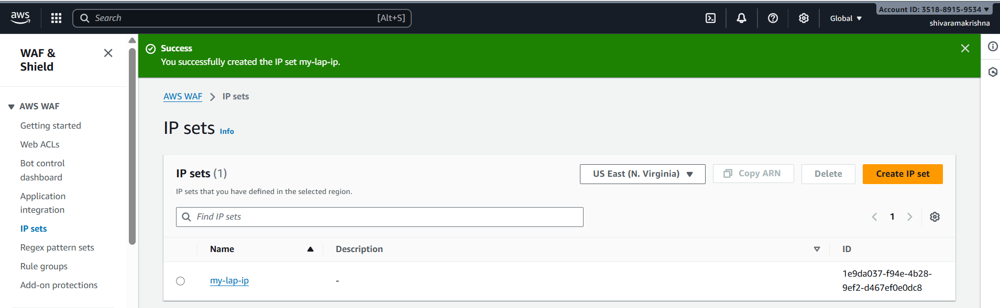 aws
Search
[Alt+S]
Global
Account ID: 3518-8915-9534
shivaramakrishna
WAF &
Shield
AWS WAF
Getting started
Web ACLs
Bot control
dashboard
Application
integration
IP sets
Regex pattern sets
Rule groups
Add-on protections
Success
You successfully created the IP set my-lap-ip.
AWS WAF > IP sets
IP sets Info
IP sets (1)
IP sets that you have defined in the selected region.
US East (N. Virginia)
Copy ARN
Delete
Create IP set
Find IP sets
1
Name Description ID
my-lap-ip - 1e9da037-f94e-4b28-
9ef2-d467ef0e0dc8